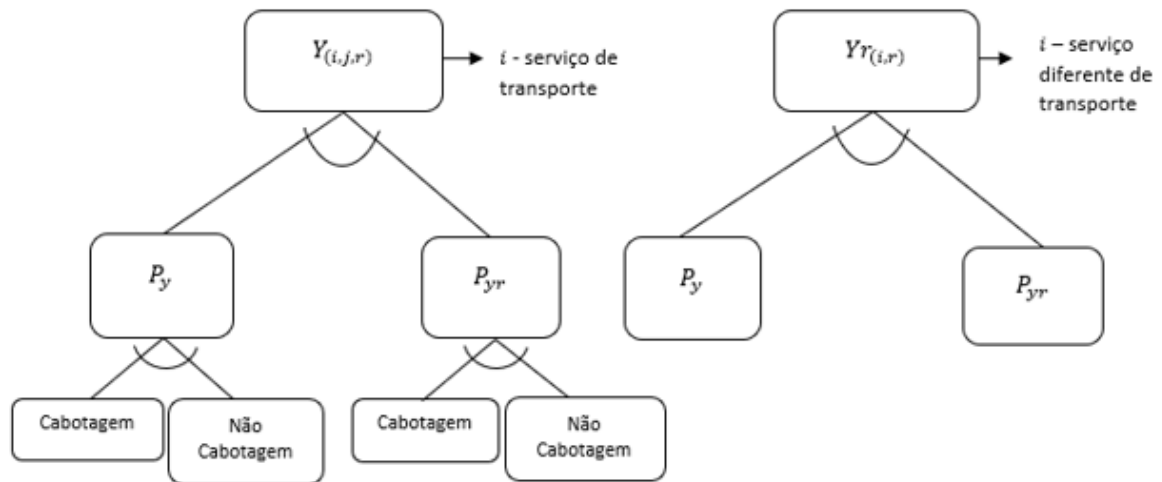 Y(i,j,r)
i - serviço de
transporte
Yr(i,r)
i – serviço
diferente de
transporte
Py
Pyr
Py
Pyr
Cabotagem
Não
Cabotagem
Cabotagem
Não
Cabotagem